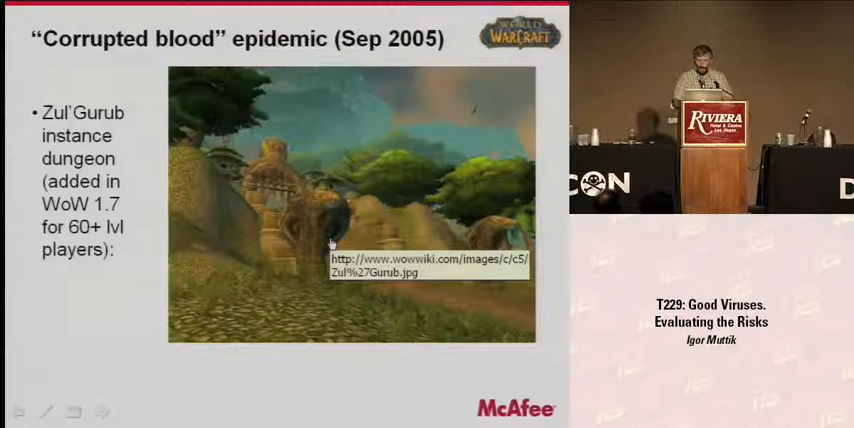 “Corrupted blood” epidemic (Sep 2005)
WORLD
WARCRAFT
• Zul’Gurub
instance
dungeon
(added in
WoW 1.7
for 60+ lvl
players):
http://www.wowwiki.com/images/c/c5/
Zul%27Gurub.jpg
McAfee
RIVIERA
Hotel & Casino
Las Vegas
CON
D
T229: Good Viruses.
Evaluating the Risks
Igor Muttik